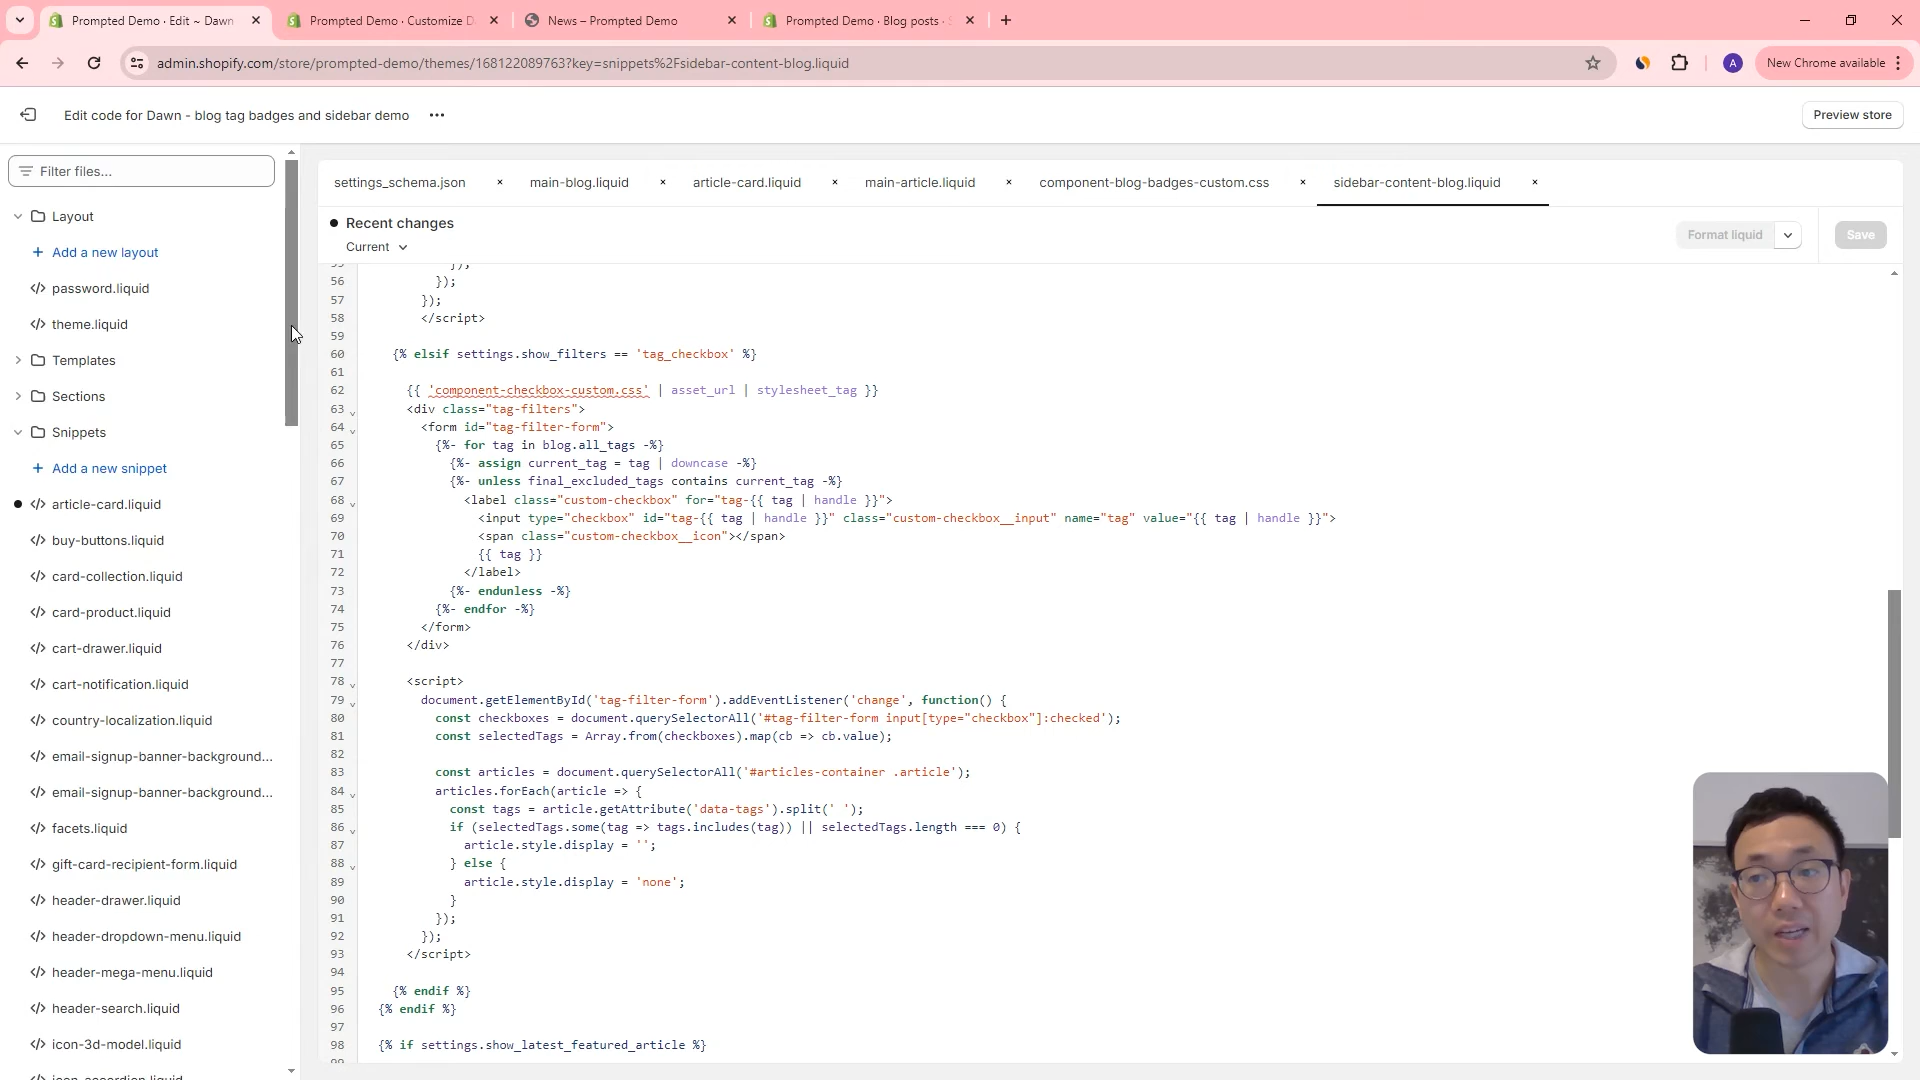 Prompted Demo · Edit ~ Dawn
Prompted Demo · Customize D
News – Prompted Demo
Prompted Demo · Blog posts ·
admin.shopify.com/store/prompted-demo/themes/168122089763?key=snippets%2Fsidebar-content-blog.liquid
A
New Chrome available
Edit code for Dawn - blog tag badges and sidebar demo
Preview store
Filter files...
Layout
Add a new layout
password.liquid
theme.liquid
Templates
Sections
Snippets
Add a new snippet
article-card.liquid
buy-buttons.liquid
card-collection.liquid
card-product.liquid
cart-drawer.liquid
cart-notification.liquid
country-localization.liquid
email-signup-banner-background...
email-signup-banner-background...
facets.liquid
gift-card-recipient-form.liquid
header-drawer.liquid
header-dropdown-menu.liquid
header-mega-menu.liquid
header-search.liquid
icon-3d-model.liquid
icon-accordion.liquid
settings_schema.json
main-blog.liquid
article-card.liquid
main-article.liquid
component-blog-badges-custom.css
sidebar-content-blog.liquid
Recent changes
Current
Format liquid
Save
55 });
56 });
57 });
58 </script>
59
60 {% elsif settings.show_filters == 'tag_checkbox' %}
61
62 {{ 'component-checkbox-custom.css' | asset_url | stylesheet_tag }}
63 <div class="tag-filters">
64 <form id="tag-filter-form">
65 {%- for tag in blog.all_tags -%}
66 {%- assign current_tag = tag | downcase -%}
67 {%- unless final_excluded_tags contains current_tag -%}
68 <label class="custom-checkbox" for="tag-{{ tag | handle }}">
69 <input type="checkbox" id="tag-{{ tag | handle }}" class="custom-checkbox__input" name="tag" value="{{ tag | handle }}">
70 <span class="custom-checkbox__icon"></span>
71 {{ tag }}
72 </label>
73 {%- endunless -%}
74 {%- endfor -%}
75 </form>
76 </div>
77
78 <script>
79 document.getElementById('tag-filter-form').addEventListener('change', function() {
80 const checkboxes = document.querySelectorAll('#tag-filter-form input[type="checkbox"]:checked');
81 const selectedTags = Array.from(checkboxes).map(cb => cb.value);
82
83 const articles = document.querySelectorAll('#articles-container .article');
84 articles.forEach(article => {
85 const tags = article.getAttribute('data-tags').split(' ');
86 if (selectedTags.some(tag => tags.includes(tag)) || selectedTags.length === 0) {
87 article.style.display = '';
88 } else {
89 article.style.display = 'none';
90 }
91 });
92 });
93 </script>
94
95 {% endif %}
96 {% endif %}
97
98 {% if settings.show_latest_featured_article %}
99